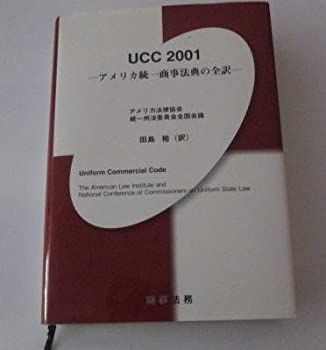 UCC 2001
―アメリカ統一商事法典の全訳―
アメリカ法律協会
統一州法委員会全国会議
田島 裕（訳）
Uniform Commercial Code
The American Law Institute and
National Conference of Commissioners on Uniform State Law
商事法務